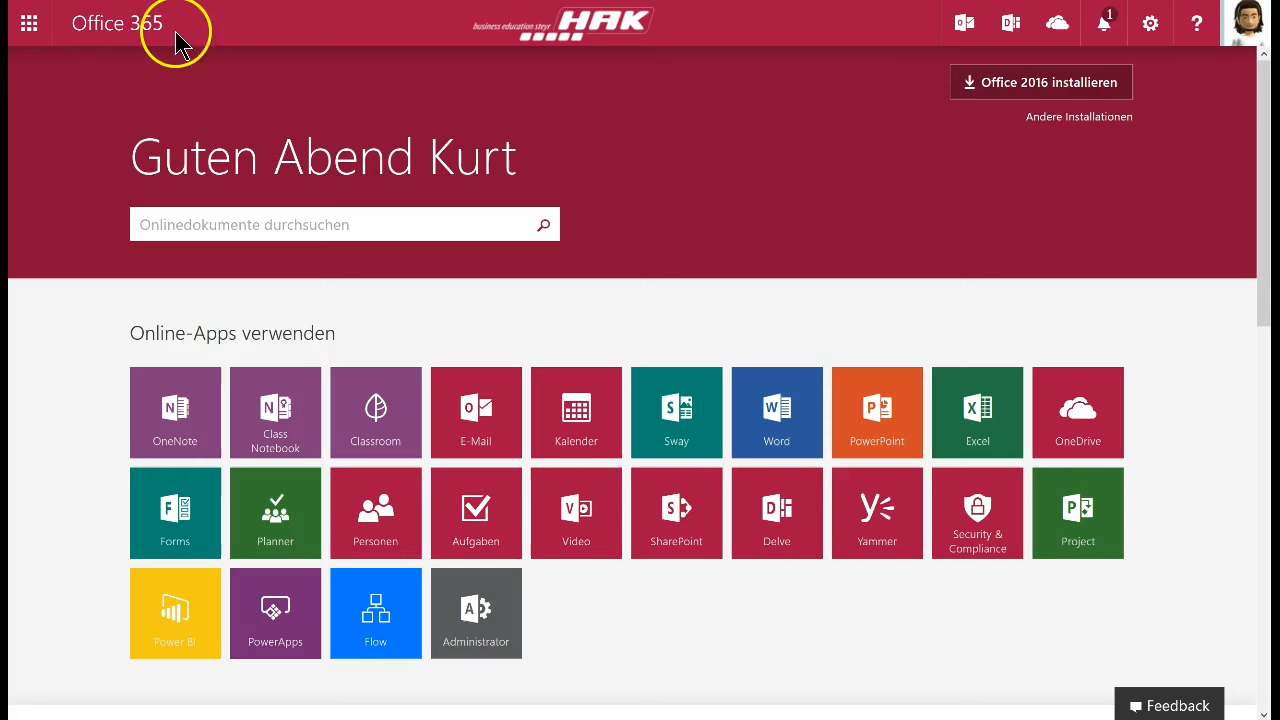 Office 365
business education steyr HAK
1
?
Office 2016 installieren
Andere Installationen
Guten Abend Kurt
Onlinedokumente durchsuchen
Online-Apps verwenden
OneNote
Class
Notebook
Classroom
E-Mail
Kalender
Sway
Word
PowerPoint
Excel
OneDrive
Forms
Planner
Personen
Aufgaben
Video
SharePoint
Delve
Yammer
Security &
Compliance
Project
Power BI
PowerApps
Flow
Administrator
Feedback